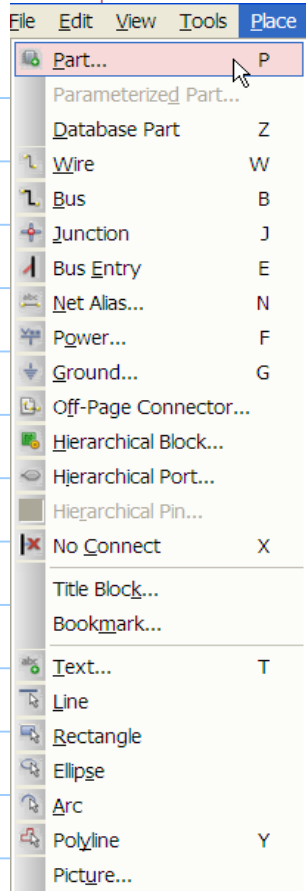 File Edit View Tools Place
Part... P
Parameterized Part...
Database Part Z
Wire W
Bus B
Junction J
Bus Entry E
abc Net Alias... N
Power... F
Ground... G
Off-Page Connector...
Hierarchical Block...
Hierarchical Port...
Hierarchical Pin...
No Connect X
Title Block...
Bookmark...
abc Text... T
Line
Rectangle
Ellipse
Arc
Polyline Y
Picture...